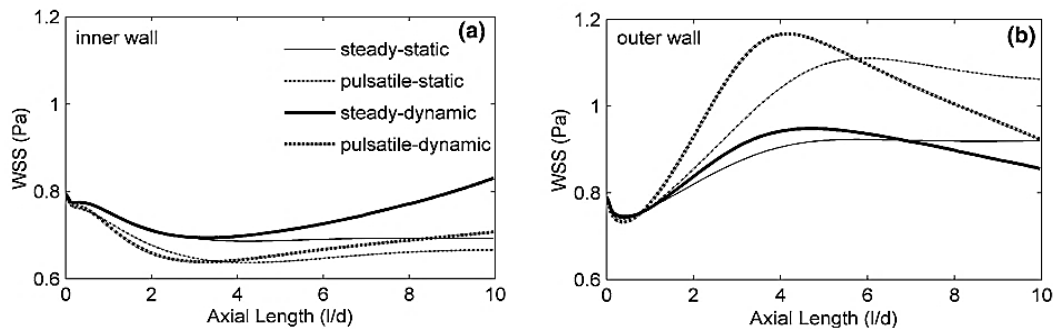 1.2
1
0.8
0.6
WSS (Pa)
inner wall
(a)
steady-static
pulsatile-static
steady-dynamic
pulsatile-dynamic
0 2 4 6 8 10
Axial Length (l/d)
1.2
1
0.8
0.6
WSS (Pa)
outer wall
(b)
0 2 4 6 8 10
Axial Length (l/d)